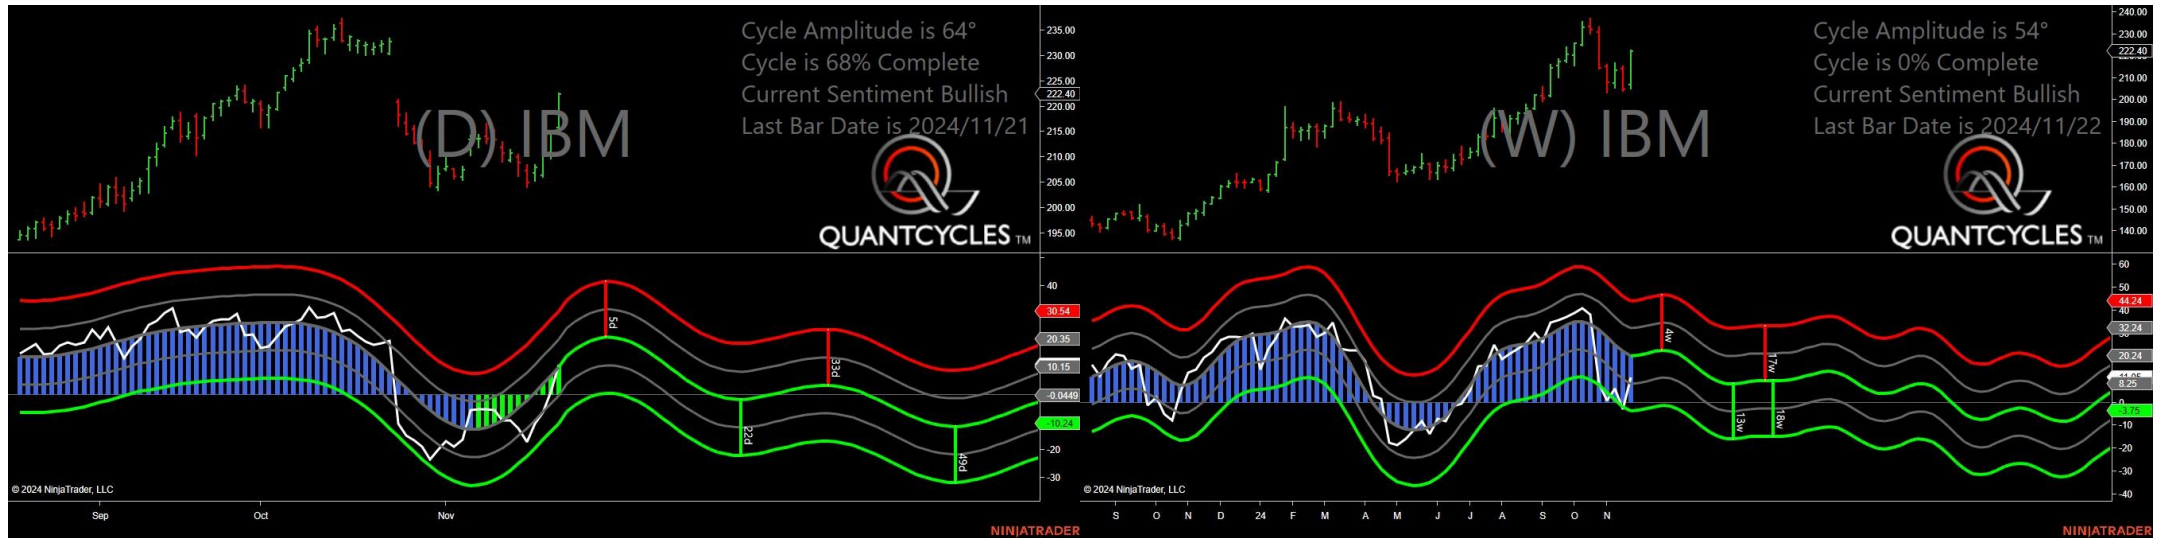 Cycle Amplitude is 64°
Cycle is 68% Complete
Current Sentiment Bullish
Last Bar Date is 2024/11/21
(D) IBM
QUANTCYCLES TM
235.00
230.00
225.00
222.40
220.00
215.00
210.00
205.00
200.00
195.00
40
30.54
20.35
10.15
-0.0449
-10.24
-20
-30
5d
22d
33d
49d
© 2024 NinjaTrader, LLC
Sep Oct Nov
NINJATRADER
Cycle Amplitude is 54°
Cycle is 0% Complete
Current Sentiment Bullish
Last Bar Date is 2024/11/22
(W) IBM
QUANTCYCLES TM
240.00
230.00
222.40
210.00
200.00
190.00
180.00
170.00
160.00
150.00
140.00
60
50
44.24
40
32.24
20.24
8.25
0
-3.75
-10
-20
-30
-40
4w
13w
17w
18w
© 2024 NinjaTrader, LLC
S O N D 24 F M A M J J A S O N
NINJATRADER